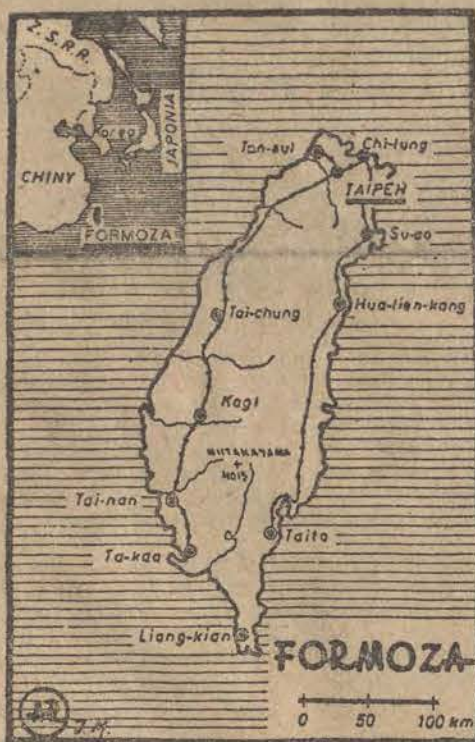 Z.S.R.R.
Korea
JAPONIA
CHINY
FORMOZA
Tan-sui
Chi-lung
TAIPEH
Su-ao
Hua-lien-kang
Tai-chung
Kagi
NIITAKAYAMA
+
Tai-nan
Taito
Ta-kao
Liang-kian
FORMOZA
0 50 100 km
J.K.